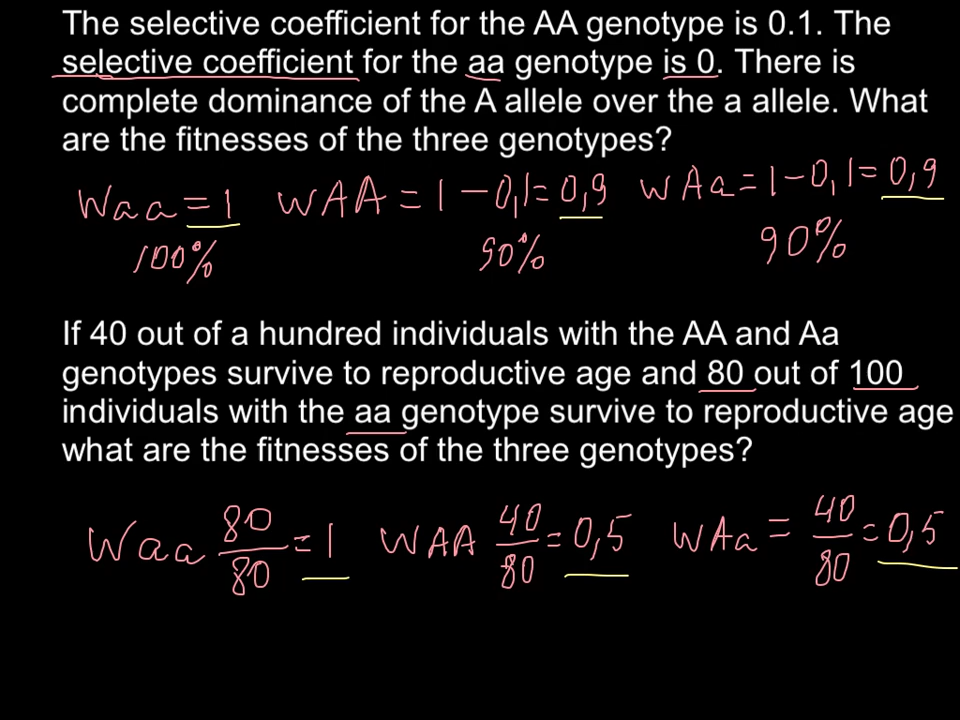 The selective coefficient for the AA genotype is 0.1. The
selective coefficient for the aa genotype is 0. There is
complete dominance of the A allele over the a allele. What
are the fitnesses of the three genotypes?
Waa = 1 WAA = 1 - 0,1 = 0,9 WAa = 1 - 0,1 = 0,9
100% 90% 90%
If 40 out of a hundred individuals with the AA and Aa
genotypes survive to reproductive age and 80 out of 100
individuals with the aa genotype survive to reproductive age
what are the fitnesses of the three genotypes?
Waa 80/80 = 1 WAA 40/80 = 0,5 WAa = 40/80 = 0,5